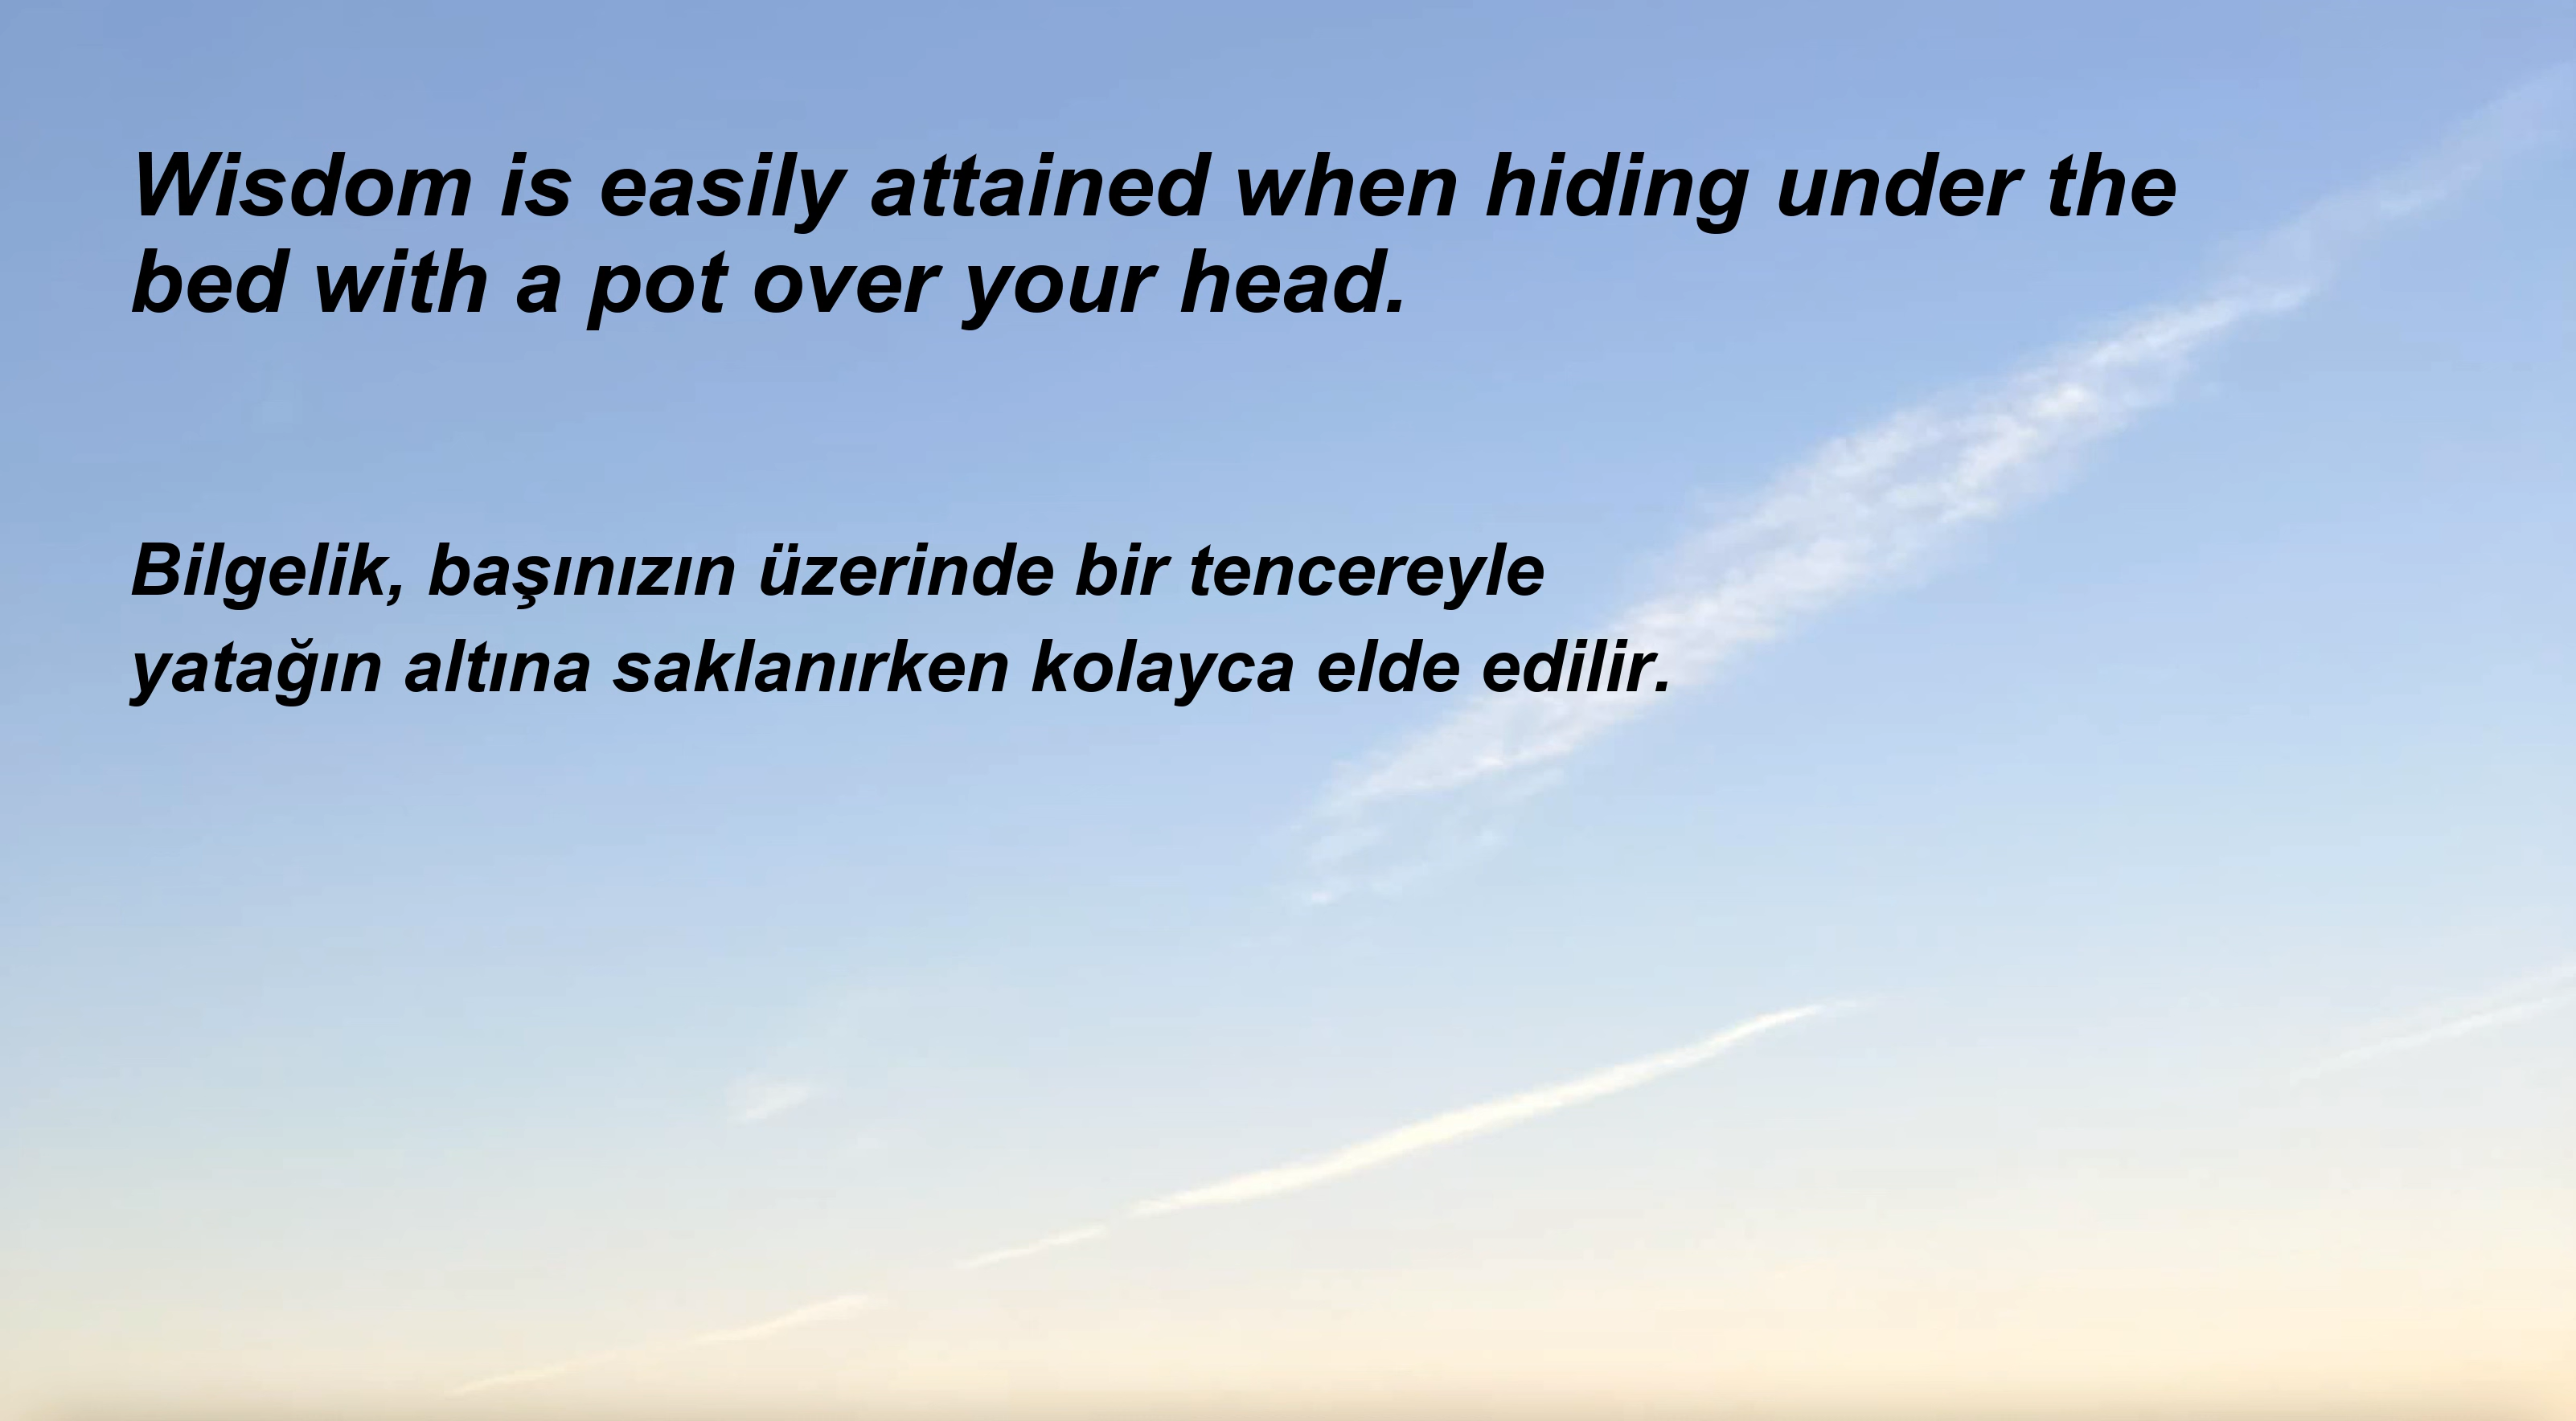 Wisdom is easily attained when hiding under the
bed with a pot over your head.
Bilgelik, başınızın üzerinde bir tencereyle
yatağın altına saklanırken kolayca elde edilir.